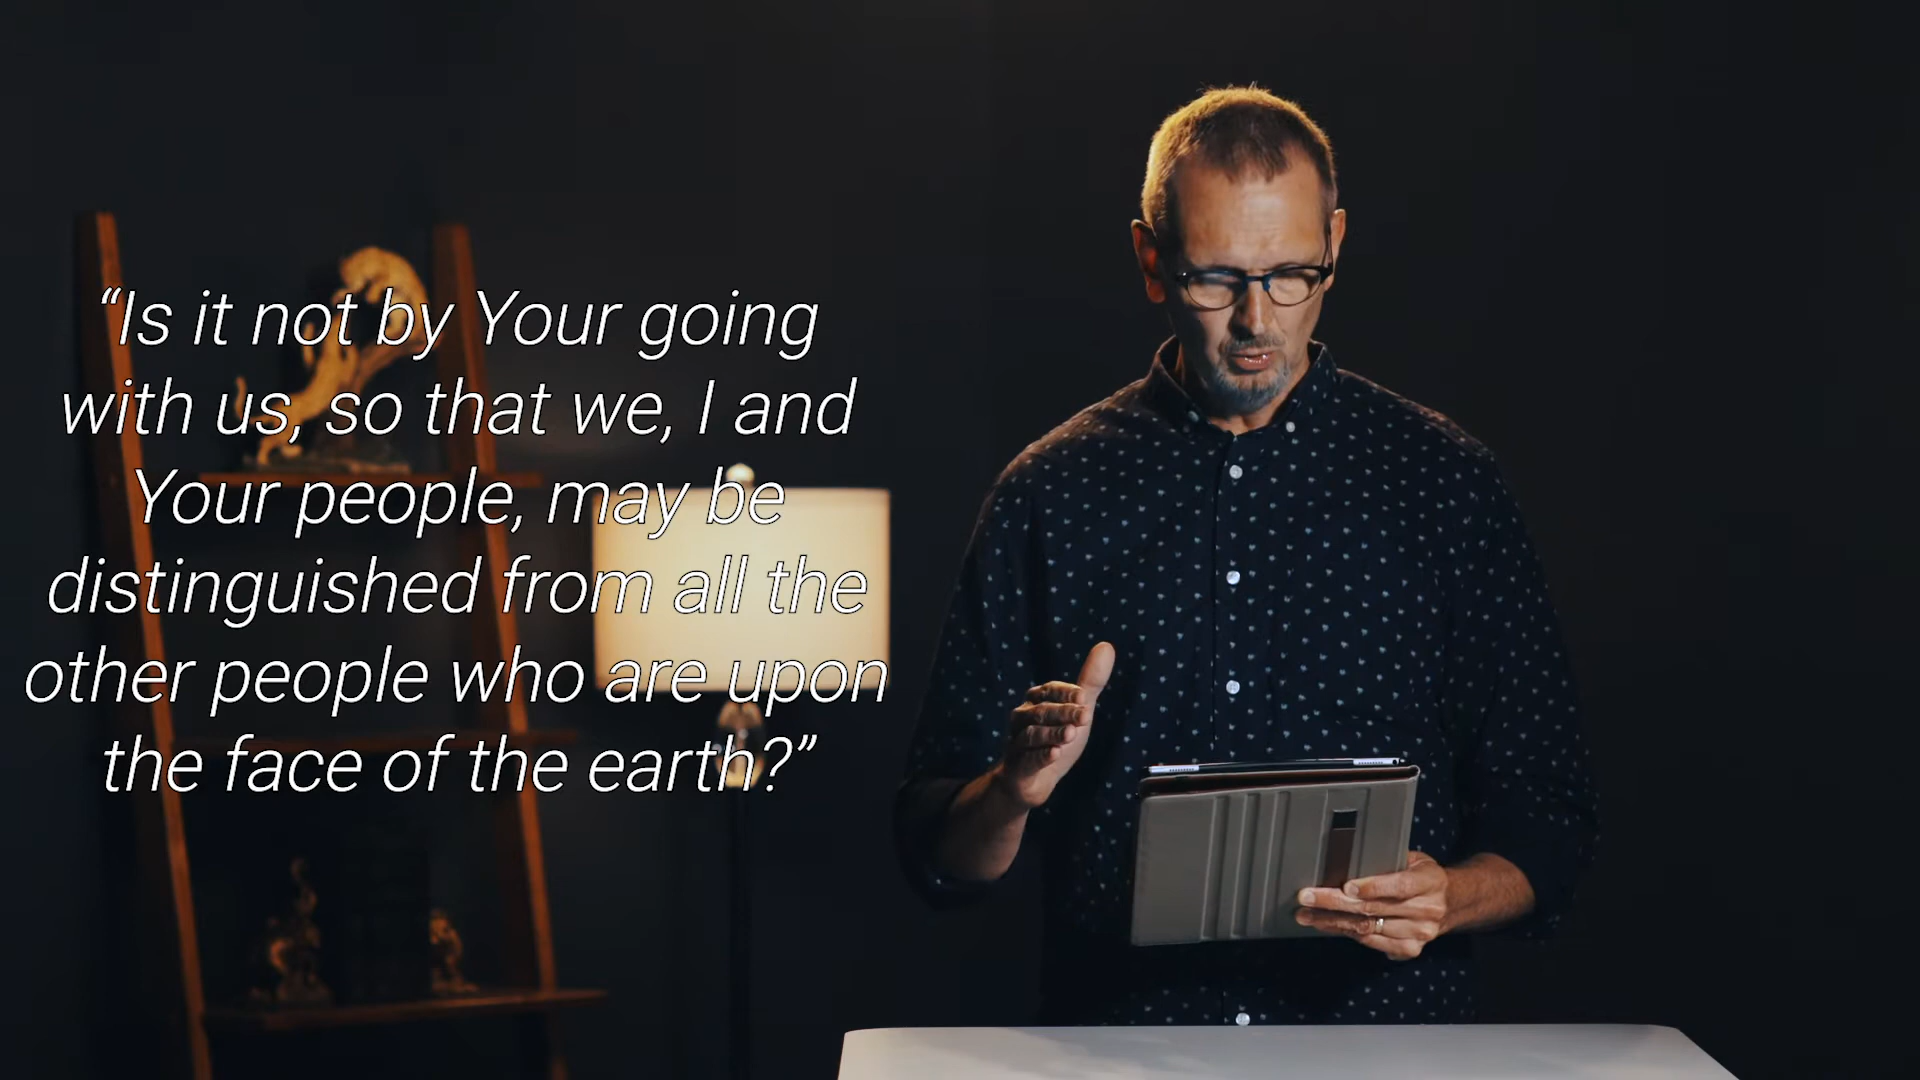 “Is it not by Your going
with us, so that we, I and
Your people, may be
distinguished from all the
other people who are upon
the face of the earth?”